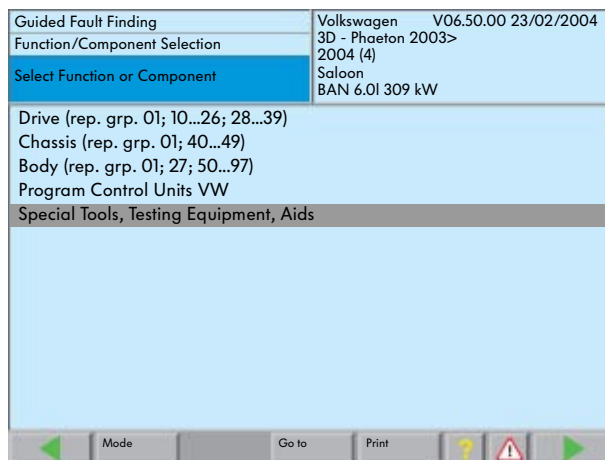 Guided Fault Finding
Function/Component Selection
Select Function or Component
Volkswagen V06.50.00 23/02/2004
3D - Phaeton 2003>
2004 (4)
Saloon
BAN 6.0l 309 kW
Drive (rep. grp. 01; 10...26; 28...39)
Chassis (rep. grp. 01; 40...49)
Body (rep. grp. 01; 27; 50...97)
Program Control Units VW
Special Tools, Testing Equipment, Aids
Mode Go to Print ? !